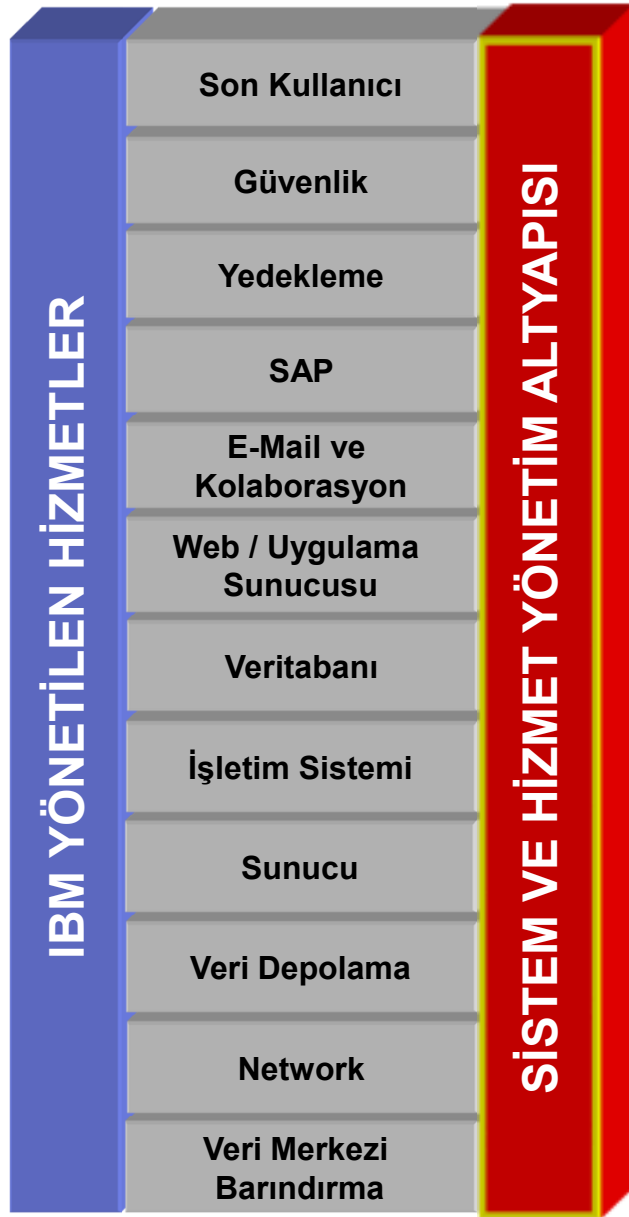 IBM YÖNETİLEN HİZMETLER
Son Kullanıcı
Güvenlik
Yedekleme
SAP
E-Mail ve
Kolaborasyon
Web / Uygulama
Sunucusu
Veritabanı
İşletim Sistemi
Sunucu
Veri Depolama
Network
Veri Merkezi
Barındırma
SİSTEM VE HİZMET YÖNETİM ALTYAPISI